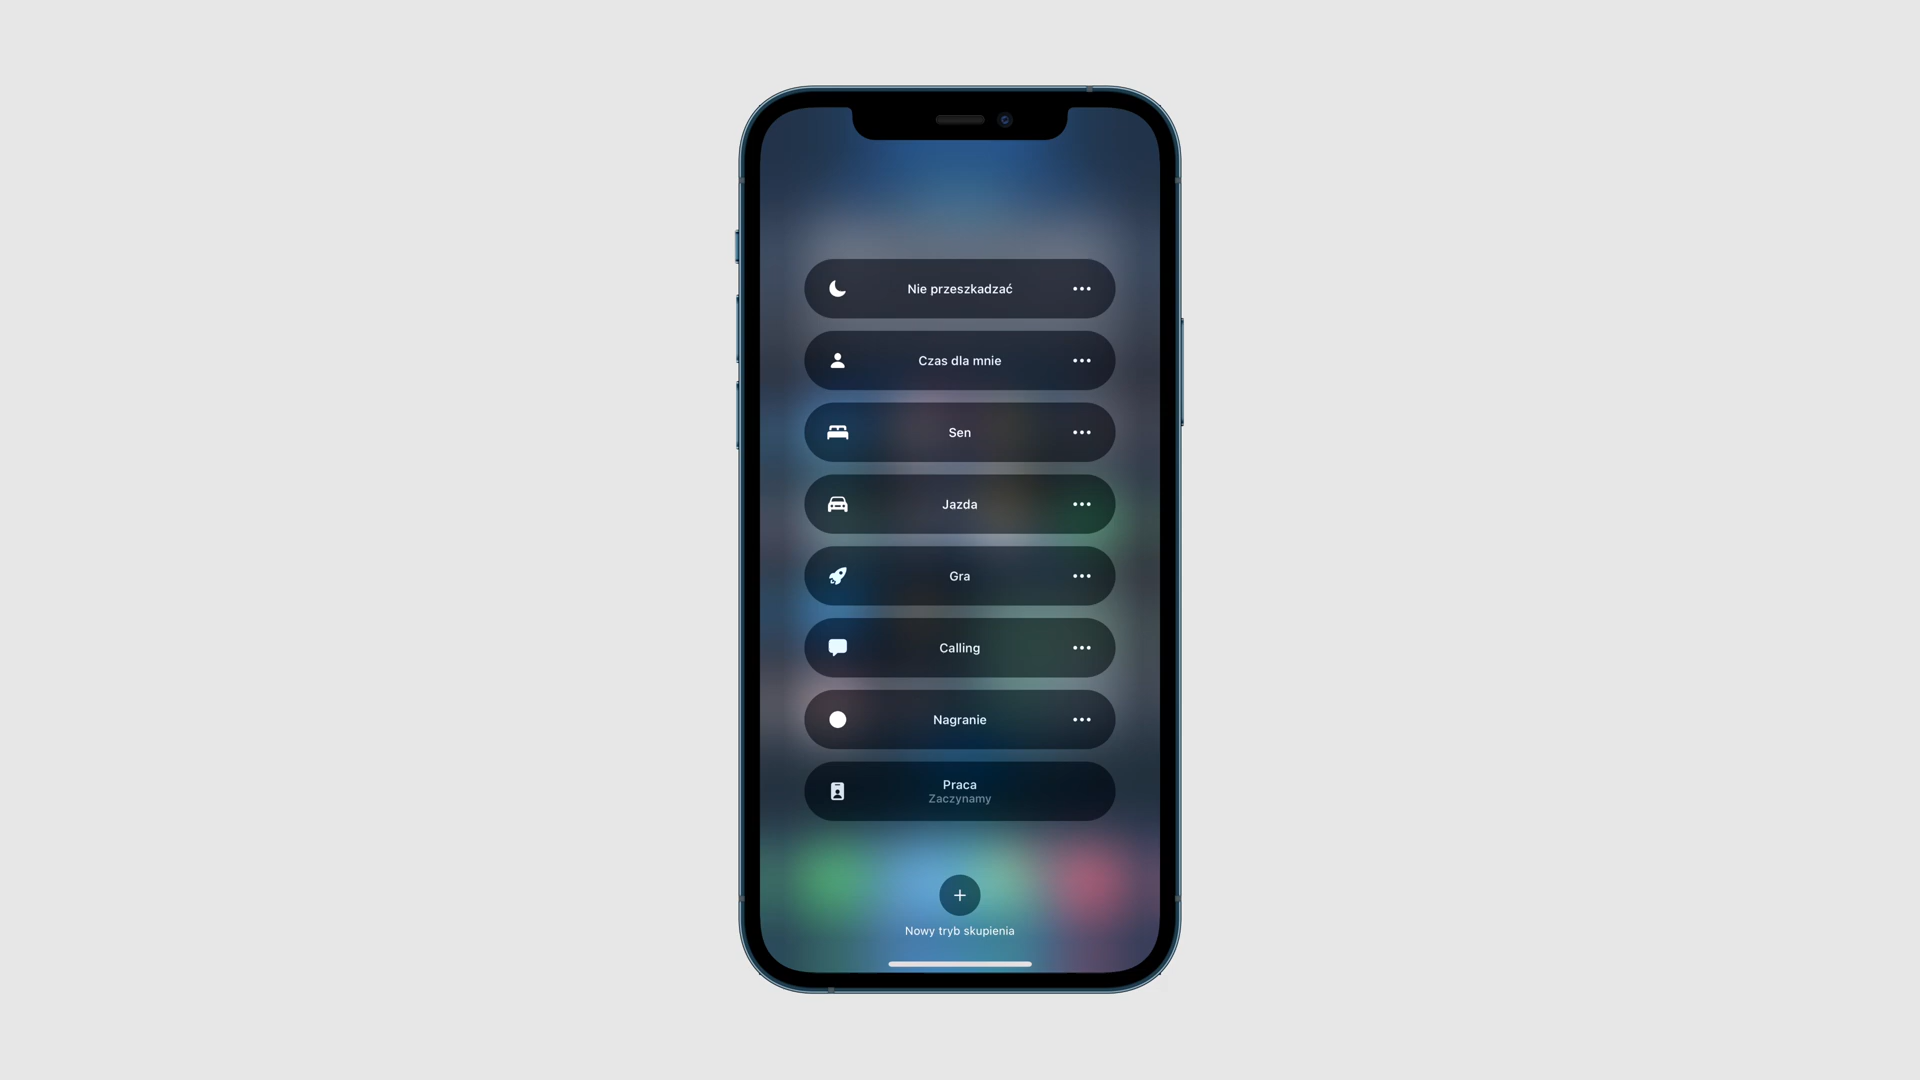 Nie przeszkadzać
Czas dla mnie
Sen
Jazda
Gra
Calling
Nagranie
Praca
Zaczynamy
Nowy tryb skupienia